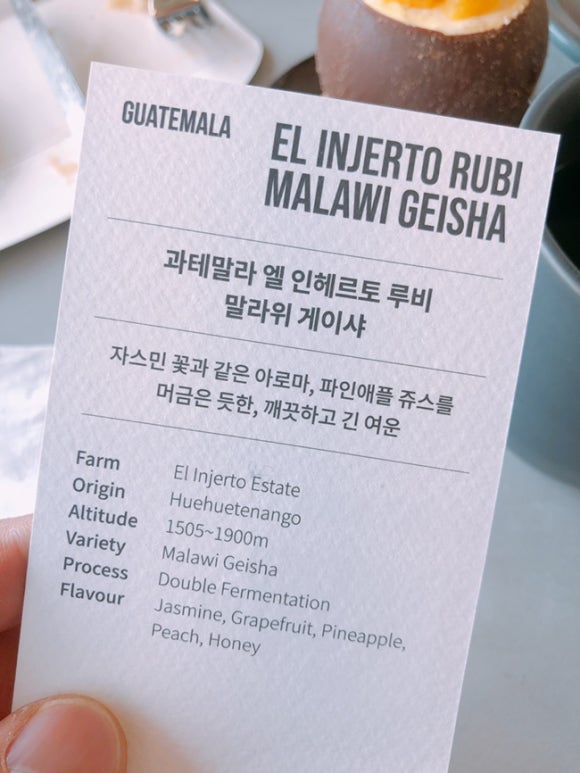 GUATEMALA
EL INJERTO RUBI
MALAWI GEISHA
과테말라 엘 인헤르토 루비
말라위 게이샤
자스민 꽃과 같은 아로마, 파인애플 쥬스를
머금은 듯한, 깨끗하고 긴 여운
Farm El Injerto Estate
Origin Huehuetenango
Altitude 1505~1900m
Variety Malawi Geisha
Process Double Fermentation
Flavour Jasmine, Grapefruit, Pineapple,
Peach, Honey